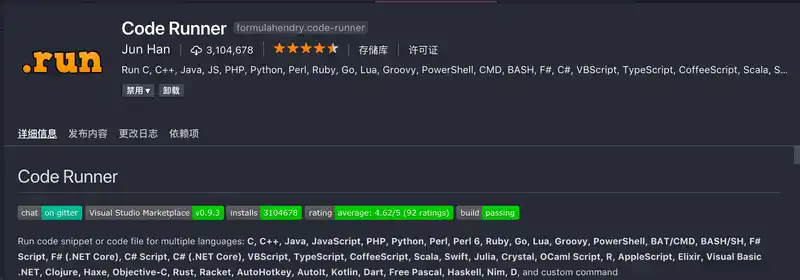 Code Runner formulahendry.code-runner
Jun Han 3,104,678 存储库 许可证
.run
Run C, C++, Java, JS, PHP, Python, Perl, Ruby, Go, Lua, Groovy, PowerShell, CMD, BASH, F#, C#, VBScript, TypeScript, CoffeeScript, Scala, S...
禁用▼ 卸载
详细信息 发布内容 更改日志 依赖项
Code Runner
chat on gitter Visual Studio Marketplace v0.9.3 installs 3104678 rating average: 4.62/5 (92 ratings) build passing
Run code snippet or code file for multiple languages: C, C++, Java, JavaScript, PHP, Python, Perl, Perl 6, Ruby, Go, Lua, Groovy, PowerShell, BAT/CMD, BASH/SH, F#
Script, F# (.NET Core), C# Script, C# (.NET Core), VBScript, TypeScript, CoffeeScript, Scala, Swift, Julia, Crystal, OCaml Script, R, AppleScript, Elixir, Visual Basic
.NET, Clojure, Haxe, Objective-C, Rust, Racket, AutoHotkey, AutoIt, Kotlin, Dart, Free Pascal, Haskell, Nim, D, and custom command